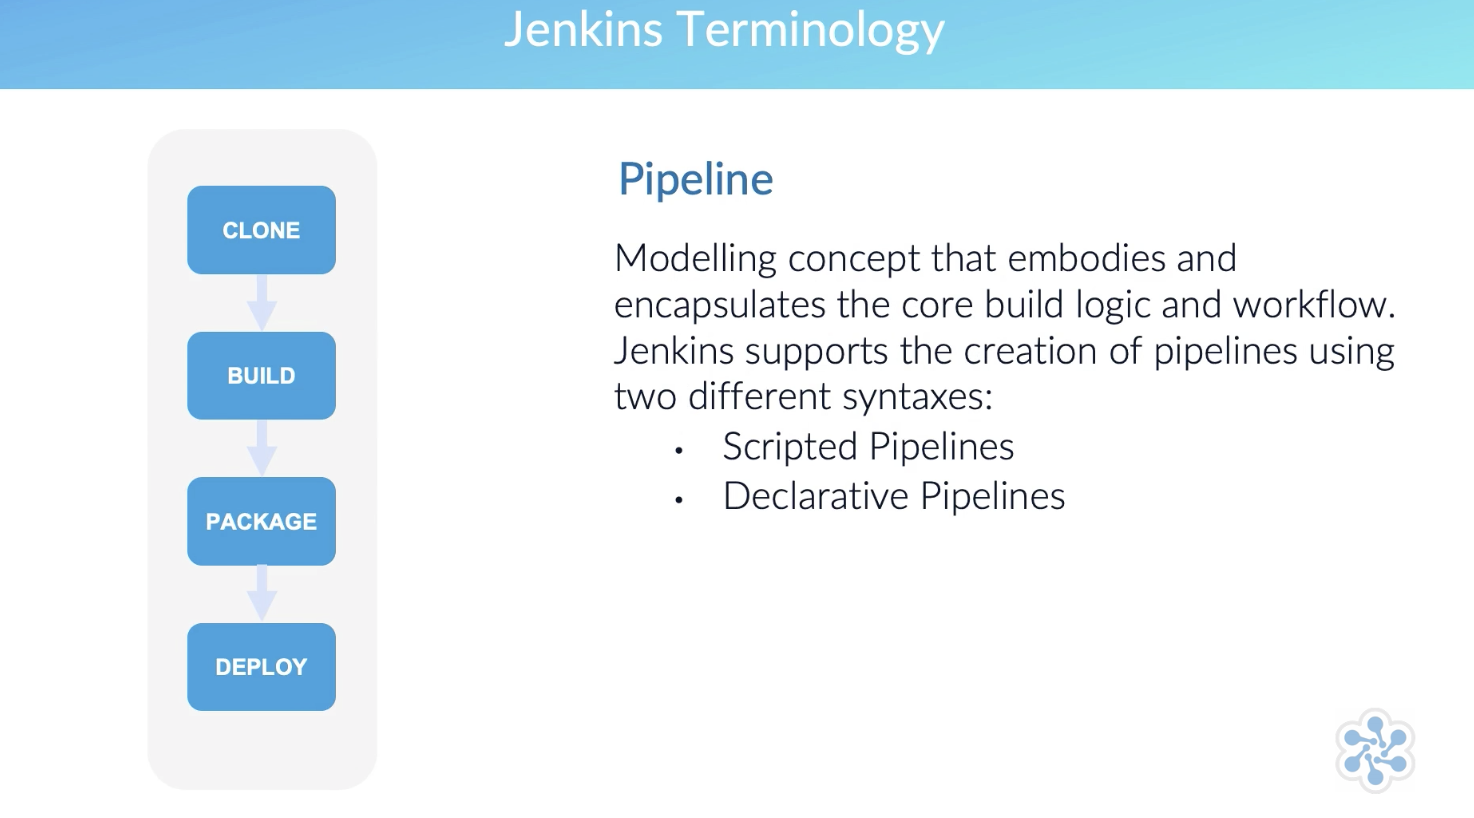 Jenkins Terminology
CLONE
BUILD
PACKAGE
DEPLOY
Pipeline
Modelling concept that embodies and
encapsulates the core build logic and workflow.
Jenkins supports the creation of pipelines using
two different syntaxes:
• Scripted Pipelines
• Declarative Pipelines